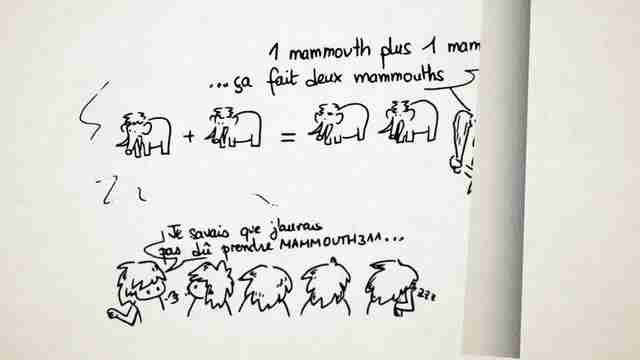 1 mammouth plus 1 mam
...ça fait deux mammouths
+ =
Je savais que j'aurais
pas dû prendre MAMMOUTH311...
zzz